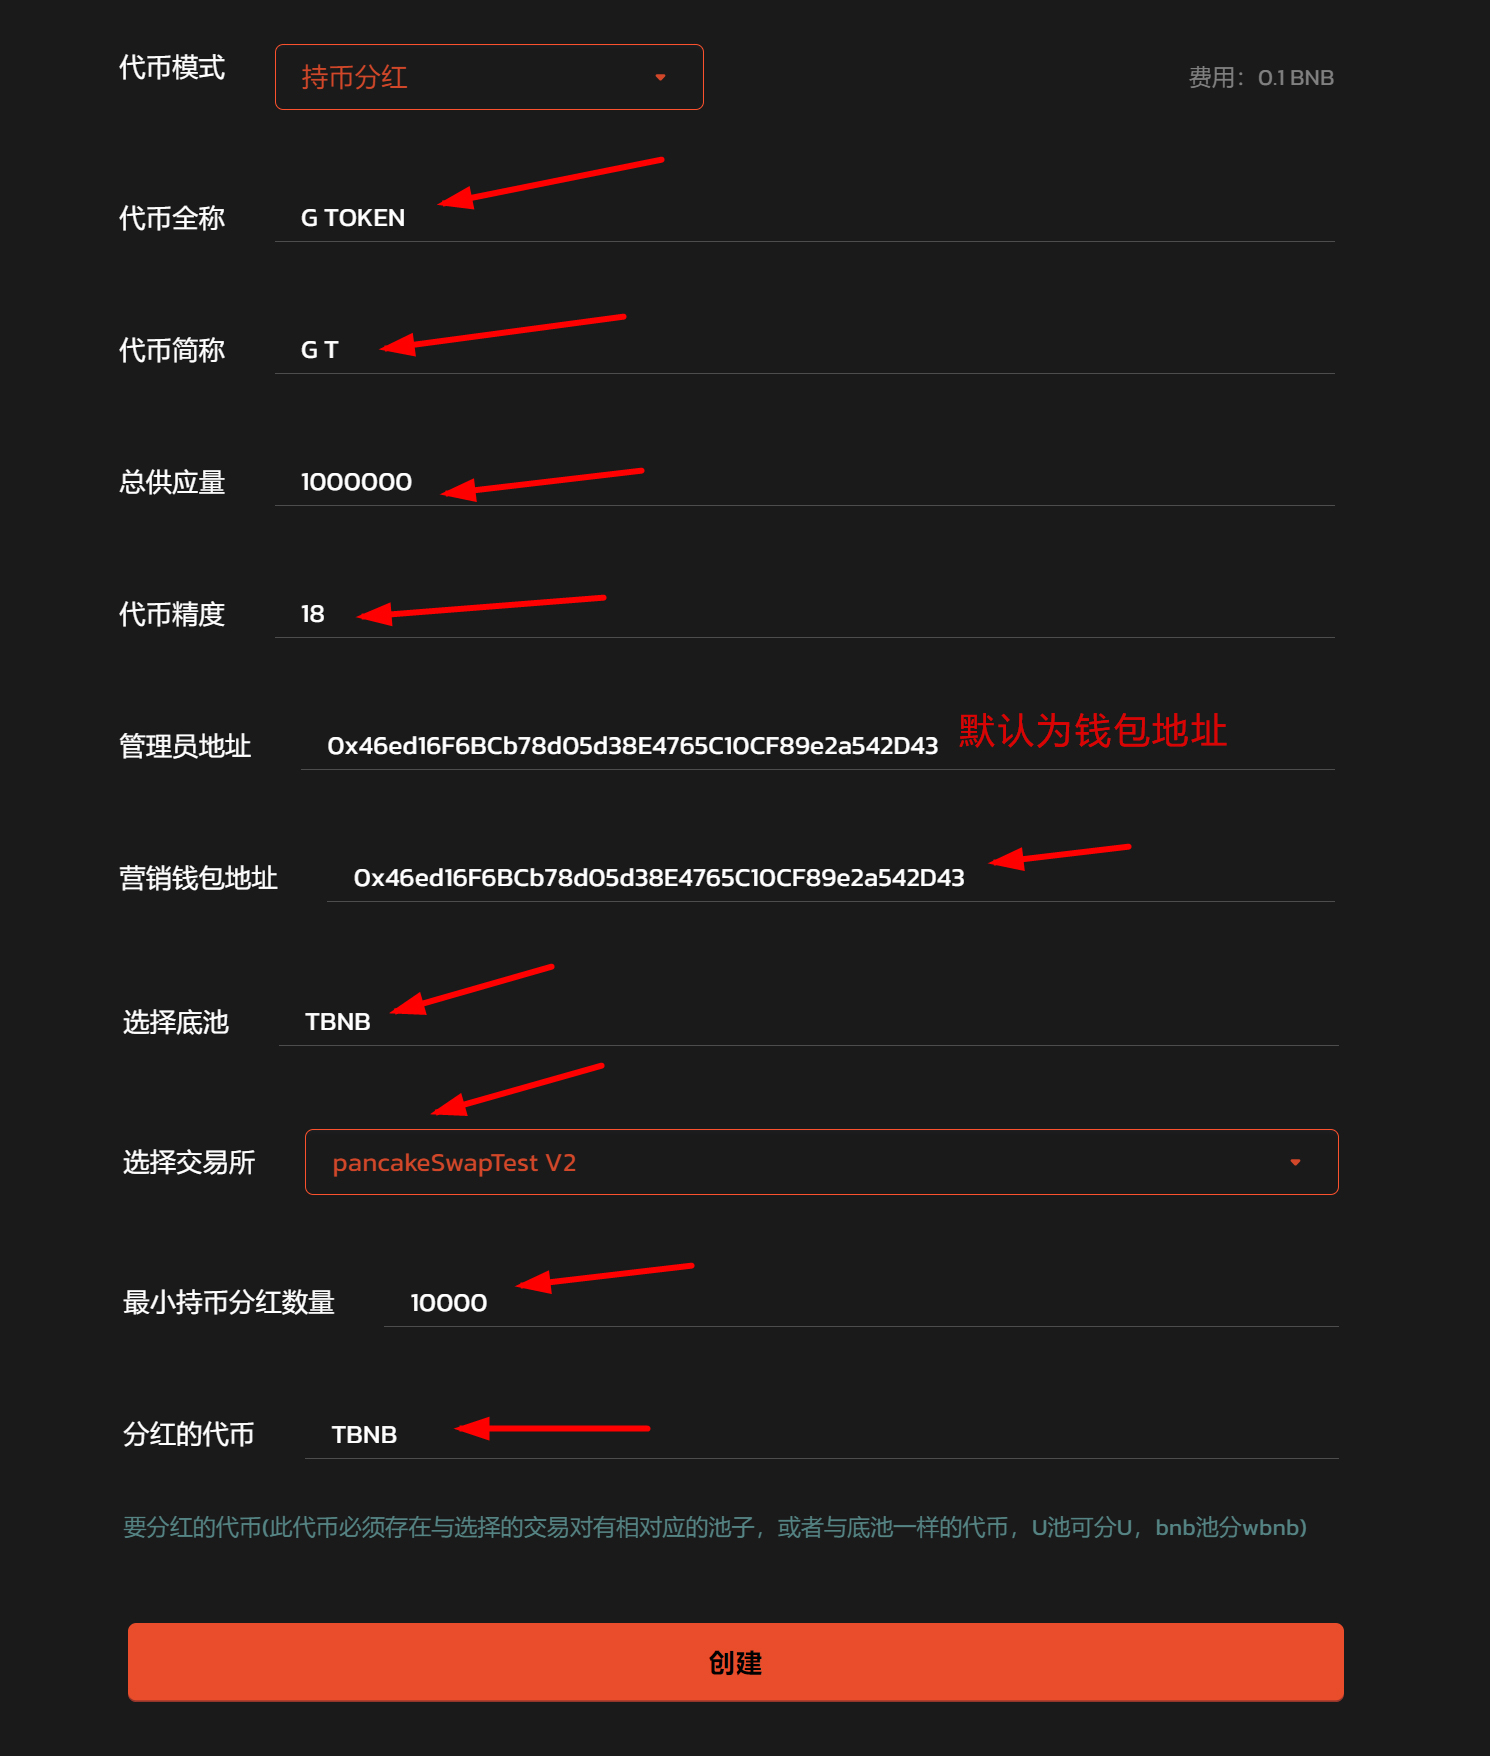 代币模式
持币分红
费用：0.1 BNB
代币全称
G TOKEN
代币简称
G T
总供应量
1000000
代币精度
18
管理员地址
0x46ed16F6BCb78d05d38E4765C10CF89e2a542D43
默认为钱包地址
营销钱包地址
0x46ed16F6BCb78d05d38E4765C10CF89e2a542D43
选择底池
TBNB
选择交易所
pancakeSwapTest V2
最小持币分红数量
10000
分红的代币
TBNB
要分红的代币(此代币必须存在与选择的交易对有相对应的池子，或者与底池一样的代币，U池可分U，bnb池分wbnb)
创建